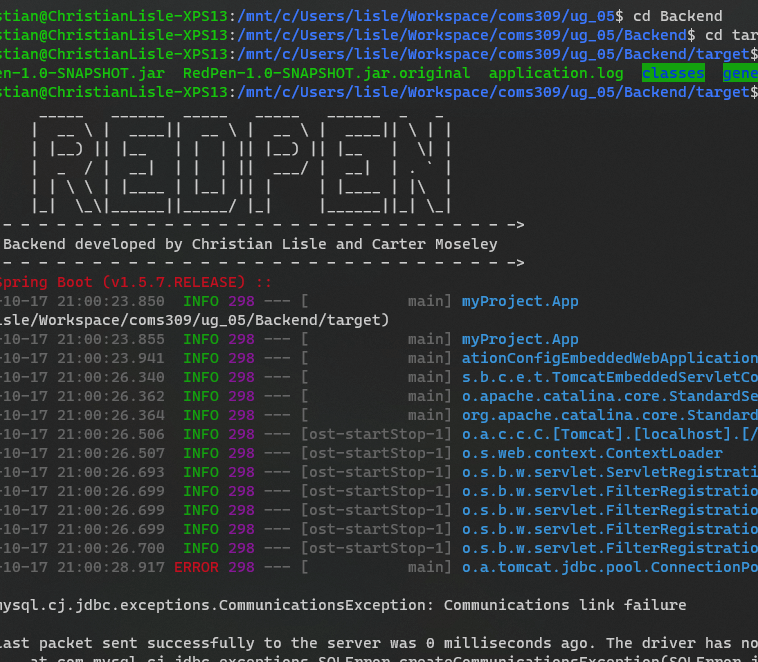 stian@ChristianLisle-XPS13:/mnt/c/Users/lisle/Workspace/coms309/ug_05$ cd Backend
stian@ChristianLisle-XPS13:/mnt/c/Users/lisle/Workspace/coms309/ug_05/Backend$ cd tar
stian@ChristianLisle-XPS13:/mnt/c/Users/lisle/Workspace/coms309/ug_05/Backend/target$
en-1.0-SNAPSHOT.jar RedPen-1.0-SNAPSHOT.jar.original application.log classes gene
stian@ChristianLisle-XPS13:/mnt/c/Users/lisle/Workspace/coms309/ug_05/Backend/target$
REDPEN
- - - - - - - - - - - - - - - - - - - - - - - - - - - - - ->
Backend developed by Christian Lisle and Carter Moseley
- - - - - - - - - - - - - - - - - - - - - - - - - - - - - ->
Spring Boot (v1.5.7.RELEASE) ::
-10-17 21:00:23.850 INFO 298 --- [ main] myProject.App
isle/Workspace/coms309/ug_05/Backend/target)
-10-17 21:00:23.855 INFO 298 --- [ main] myProject.App
-10-17 21:00:23.941 INFO 298 --- [ main] ationConfigEmbeddedWebApplication
-10-17 21:00:26.340 INFO 298 --- [ main] s.b.c.e.t.TomcatEmbeddedServletCo
-10-17 21:00:26.362 INFO 298 --- [ main] o.apache.catalina.core.StandardSe
-10-17 21:00:26.364 INFO 298 --- [ main] org.apache.catalina.core.Standard
-10-17 21:00:26.506 INFO 298 --- [ost-startStop-1] o.a.c.c.C.[Tomcat].[localhost].[/
-10-17 21:00:26.507 INFO 298 --- [ost-startStop-1] o.s.web.context.ContextLoader
-10-17 21:00:26.693 INFO 298 --- [ost-startStop-1] o.s.b.w.servlet.ServletRegistrati
-10-17 21:00:26.699 INFO 298 --- [ost-startStop-1] o.s.b.w.servlet.FilterRegistratio
-10-17 21:00:26.699 INFO 298 --- [ost-startStop-1] o.s.b.w.servlet.FilterRegistratio
-10-17 21:00:26.699 INFO 298 --- [ost-startStop-1] o.s.b.w.servlet.FilterRegistratio
-10-17 21:00:26.700 INFO 298 --- [ost-startStop-1] o.s.b.w.servlet.FilterRegistratio
-10-17 21:00:28.917 ERROR 298 --- [ main] o.a.tomcat.jdbc.pool.ConnectionPo
mysql.cj.jdbc.exceptions.CommunicationsException: Communications link failure
last packet sent successfully to the server was 0 milliseconds ago. The driver has no
at com.mysql.cj.jdbc.exceptions.SQLError.createCommunicationsException(SQLError.j